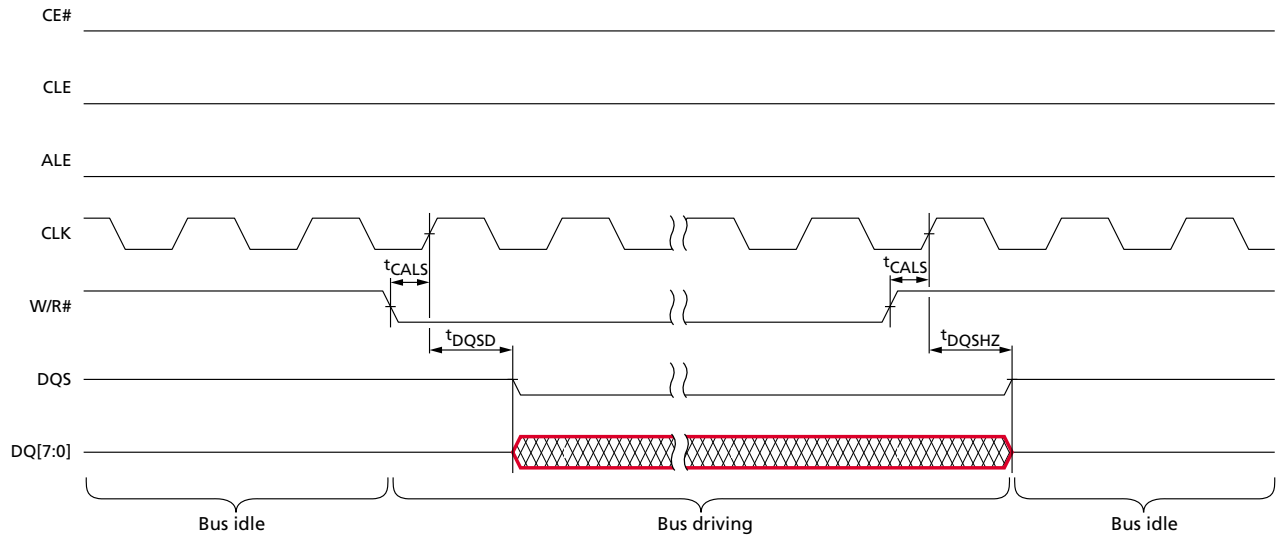 CE#
CLE
ALE
CLK
tCALS tCALS
W/R#
tDQSD tDQSHZ
DQS
DQ[7:0]
Bus idle Bus driving Bus idle